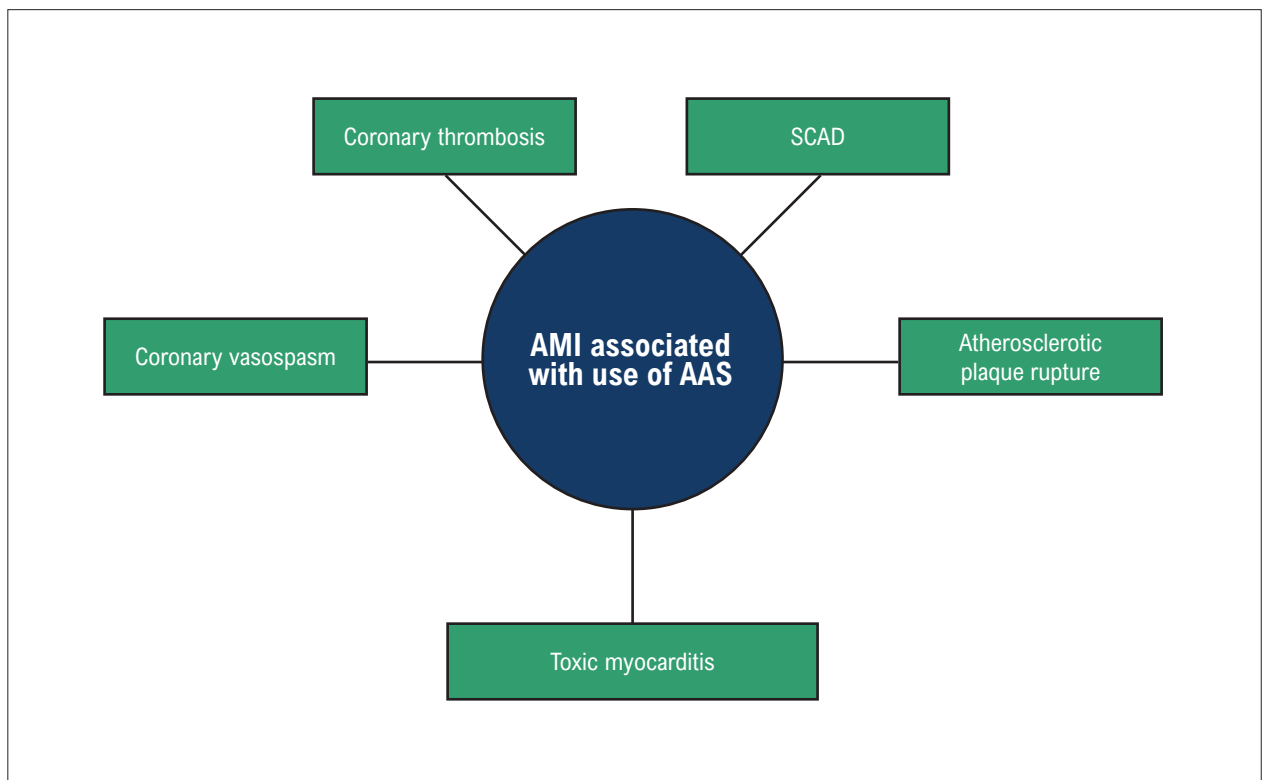 Coronary thrombosis
SCAD
Coronary vasospasm
AMI associated
with use of AAS
Atherosclerotic
plaque rupture
Toxic myocarditis